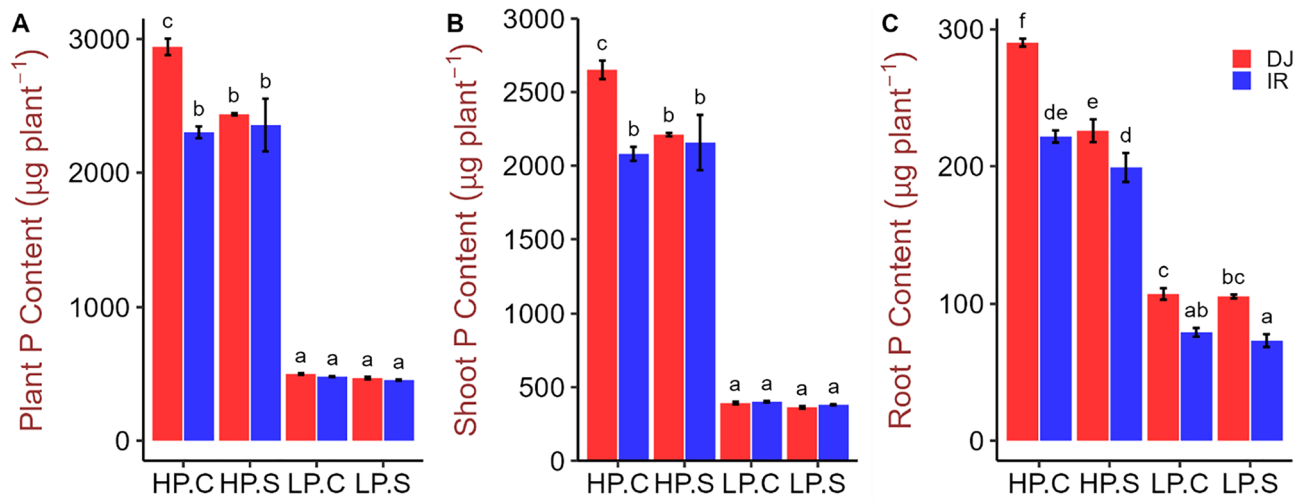 A
Plant P Content (µg plant⁻¹)
3000
2000
1000
0
c
b
b
b
a
a
a
a
HP.C HP.S LP.C LP.S
B
Shoot P Content (µg plant⁻¹)
3000
2500
2000
1500
1000
500
0
c
b
b
b
a
a
a
a
HP.C HP.S LP.C LP.S
C
Root P Content (µg plant⁻¹)
300
200
100
0
f
de
e
d
c
ab
bc
a
HP.C HP.S LP.C LP.S
DJ
IR